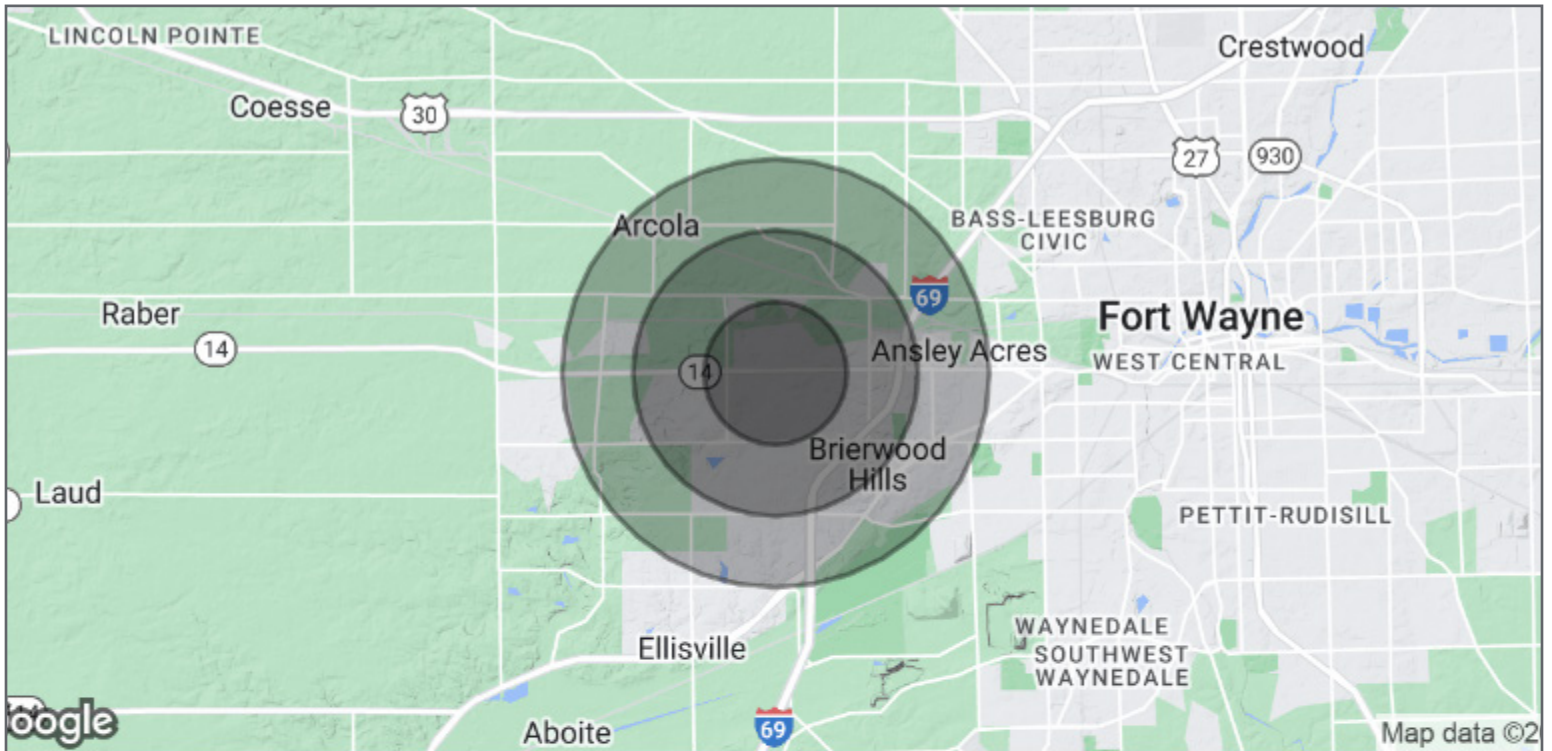 LINCOLN POINTE
Crestwood
Coesse
30
27
930
Arcola
BASS-LEESBURG
CIVIC
69
Raber
Fort Wayne
14
Ansley Acres
WEST CENTRAL
14
Brierwood
Hills
Laud
PETTIT-RUDISILL
WAYNEDALE
Ellisville
SOUTHWEST
WAYNEDALE
oogle
Aboite
69
Map data ©2